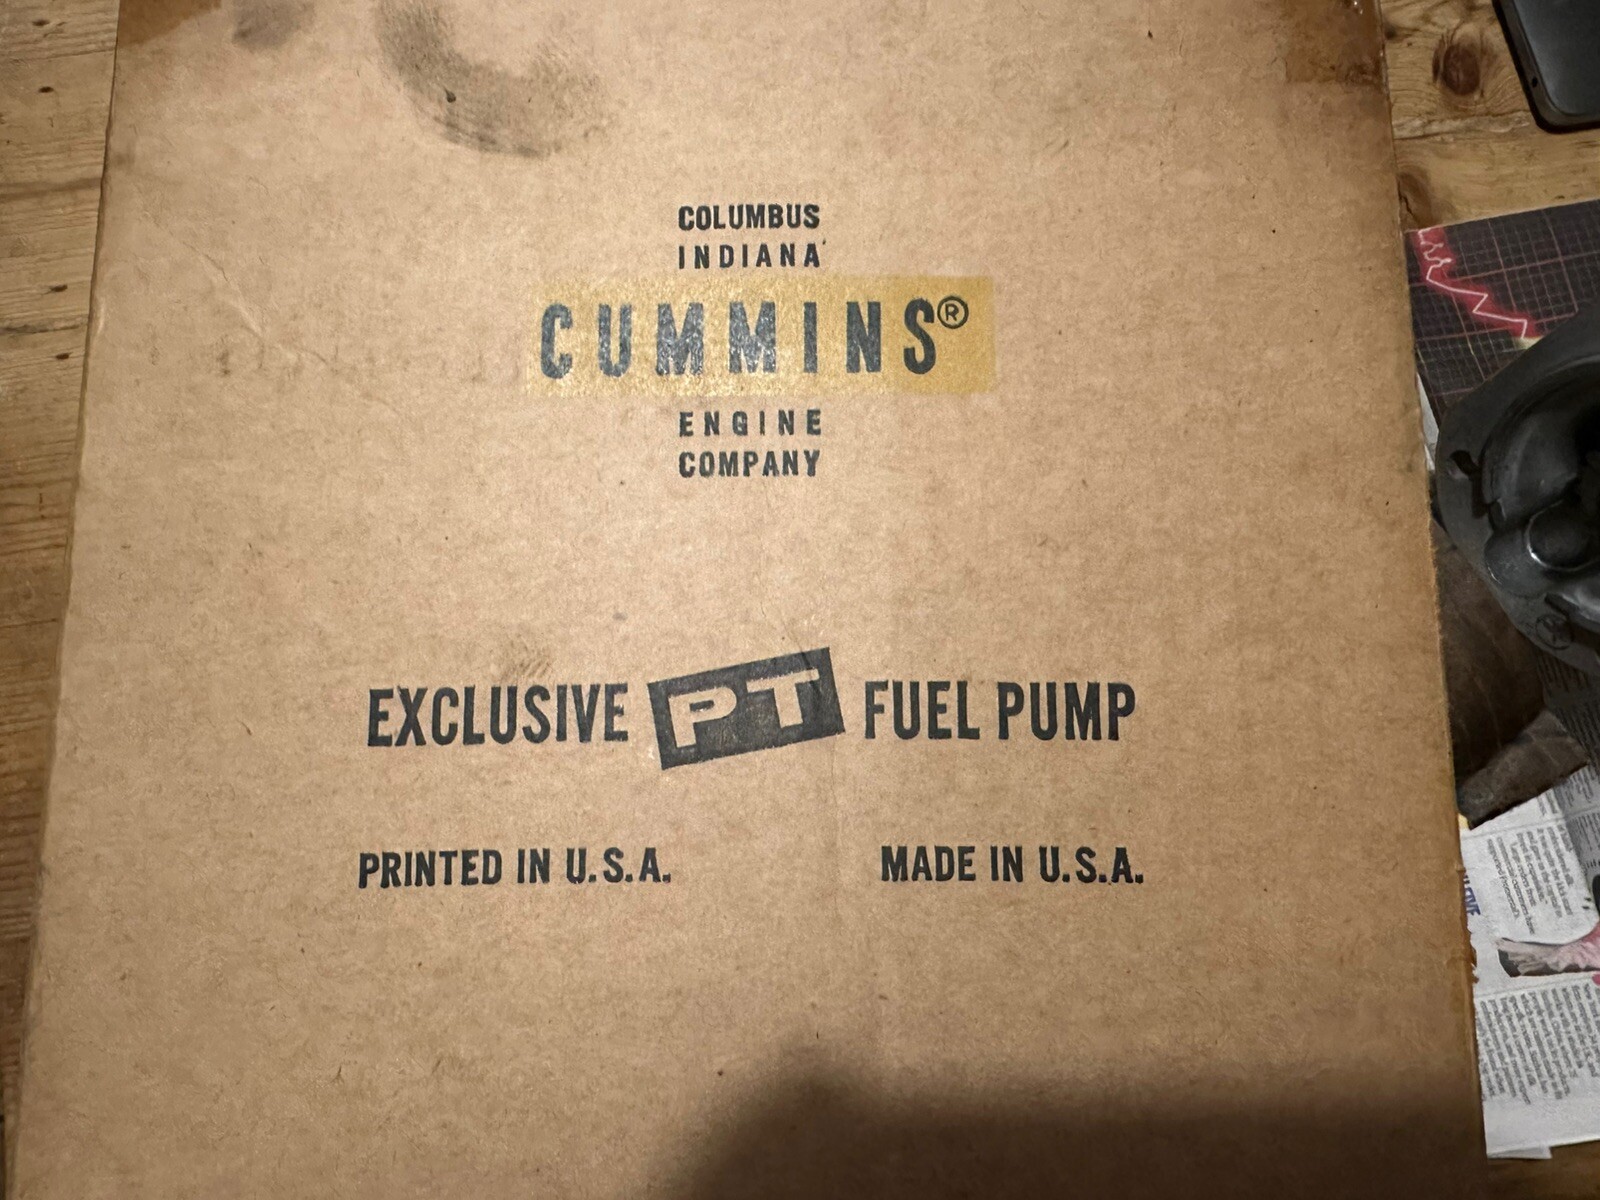 COLUMBUS
INDIANA
CUMMINS®
ENGINE
COMPANY
EXCLUSIVE PT FUEL PUMP
PRINTED IN U.S.A.
MADE IN U.S.A.